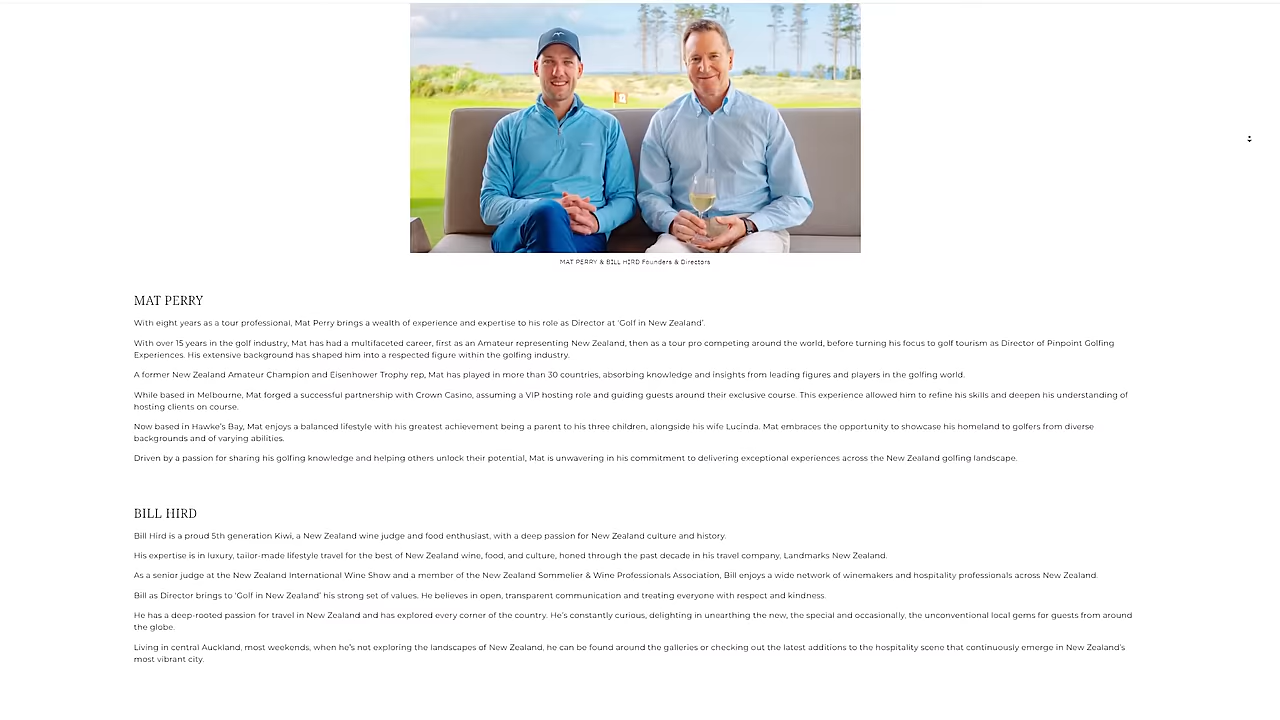 MAT PERRY & BILL HIRD Founders & Directors
MAT PERRY
With eight years as a tour professional, Mat Perry brings a wealth of experience and expertise to his role as Director at 'Golf in New Zealand'.
With over 15 years in the golf industry, Mat has had a multifaceted career, first as an Amateur representing New Zealand, then as a tour pro competing around the world, before turning his focus to golf tourism as Director of Pinpoint Golfing
Experiences. His extensive background has shaped him into a respected figure within the golfing industry.
A former New Zealand Amateur Champion and Eisenhower Trophy rep, Mat has played in more than 30 countries, absorbing knowledge and insights from leading figures and players in the golfing world.
While based in Melbourne, Mat forged a successful partnership with Crown Casino, assuming a VIP hosting role and guiding guests around their exclusive course. This experience allowed him to refine his skills and deepen his understanding of
hosting clients on course.
Now based in Hawke's Bay, Mat enjoys a balanced lifestyle with his greatest achievement being a parent to his three children, alongside his wife Lucinda. Mat embraces the opportunity to showcase his homeland to golfers from diverse
backgrounds and of varying abilities.
Driven by a passion for sharing his golfing knowledge and helping others unlock their potential, Mat is unwavering in his commitment to delivering exceptional experiences across the New Zealand golfing landscape.
BILL HIRD
Bill Hird is a proud 5th generation Kiwi, a New Zealand wine judge and food enthusiast, with a deep passion for New Zealand culture and history.
His expertise is in luxury, tailor-made lifestyle travel for the best of New Zealand wine, food, and culture, honed through the past decade in his travel company, Landmarks New Zealand.
As a senior judge at the New Zealand International Wine Show and a member of the New Zealand Sommelier & Wine Professionals Association, Bill enjoys a wide network of winemakers and hospitality professionals across New Zealand.
Bill as Director brings to 'Golf in New Zealand' his strong set of values. He believes in open, transparent communication and treating everyone with respect and kindness.
He has a deep-rooted passion for travel in New Zealand and has explored every corner of the country. He's constantly curious, delighting in unearthing the new, the special and occasionally, the unconventional local gems for guests from around
the globe.
Living in central Auckland, most weekends, when he's not exploring the landscapes of New Zealand, he can be found around the galleries or checking out the latest additions to the hospitality scene that continuously emerge in New Zealand's
most vibrant city.